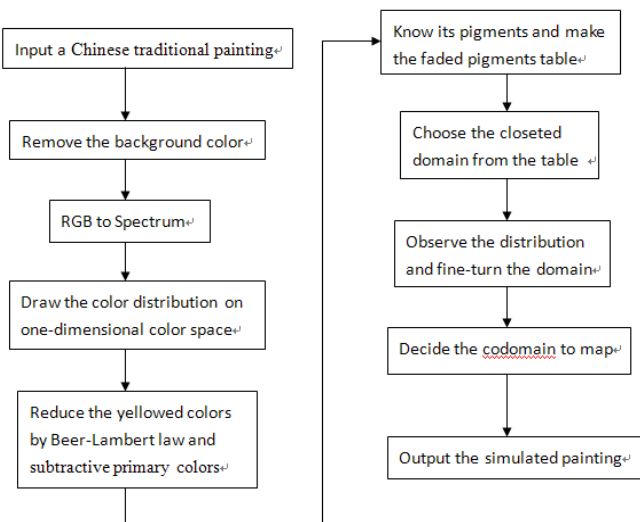 Input a Chinese traditional painting
Remove the background color
RGB to Spectrum
Draw the color distribution on
one-dimensional color space
Reduce the yellowed colors
by Beer-Lambert law and
subtractive primary colors
Know its pigments and make
the faded pigments table
Choose the closeted
domain from the table
Observe the distribution
and fine-turn the domain
Decide the codomain to map
Output the simulated painting